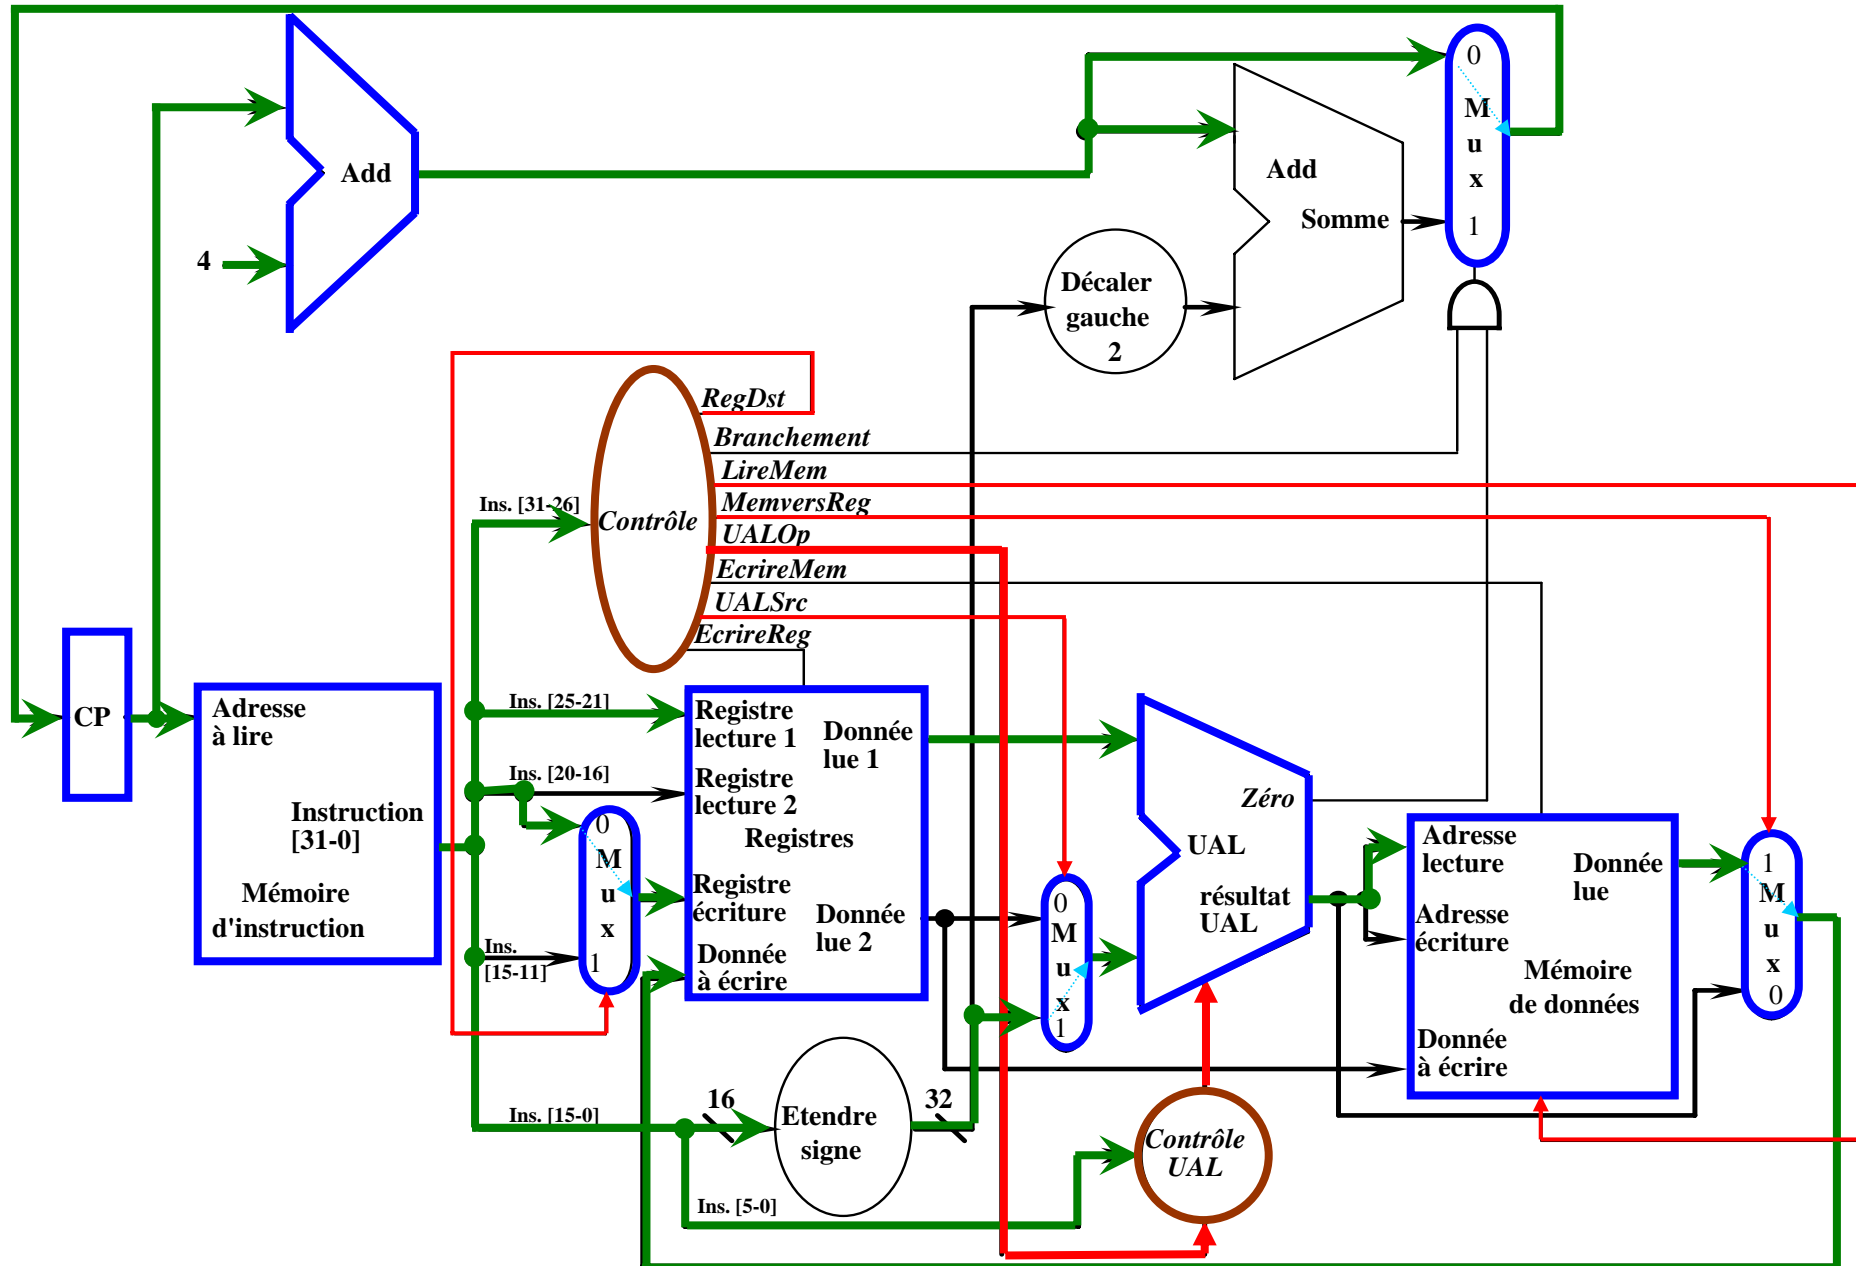 0
M
u
x
1
Add
Add
Somme
4
Décaler
gauche
2
RegDst
Branchement
LireMem
MemversReg
UALOp
EcrireMem
UALSrc
EcrireReg
Ins. [31-26]
Contrôle
CP
Adresse
à lire
Instruction
[31-0]
Mémoire
d'instruction
Ins. [25-21]
Ins. [20-16]
Ins.
[15-11]
0
M
u
x
1
Registre
lecture 1
Registre
lecture 2
Registres
Registre
écriture
Donnée
à écrire
Donnée
lue 1
Donnée
lue 2
0
M
u
x
1
Zéro
UAL
résultat
UAL
Adresse
lecture
Adresse
écriture
Donnée
lue
Mémoire
de données
Donnée
à écrire
1
M
u
x
0
Ins. [15-0]
16
Etendre
signe
32
Contrôle
UAL
Ins. [5-0]